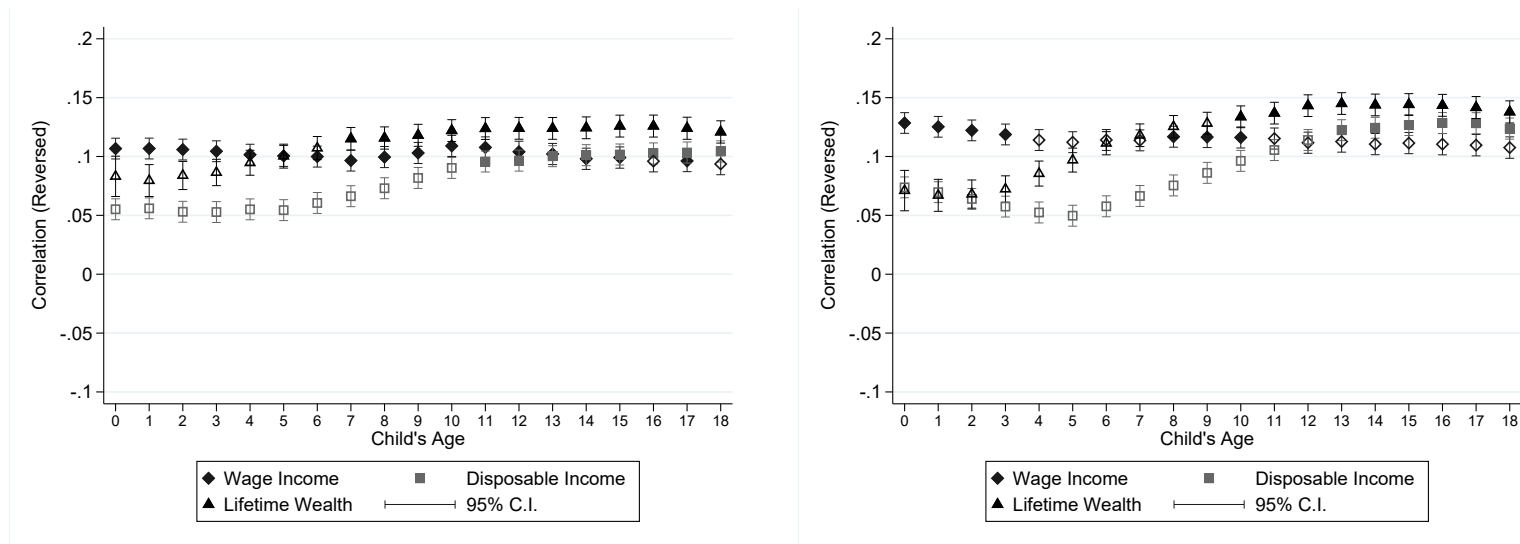 Correlation (Reversed)
.2
.15
.1
.05
0
-.05
-.1
0 1 2 3 4 5 6 7 8 9 10 11 12 13 14 15 16 17 18
Child's Age
Wage Income Disposable Income
Lifetime Wealth 95% C.I.
Correlation (Reversed)
.2
.15
.1
.05
0
-.05
-.1
0 1 2 3 4 5 6 7 8 9 10 11 12 13 14 15 16 17 18
Child's Age
Wage Income Disposable Income
Lifetime Wealth 95% C.I.